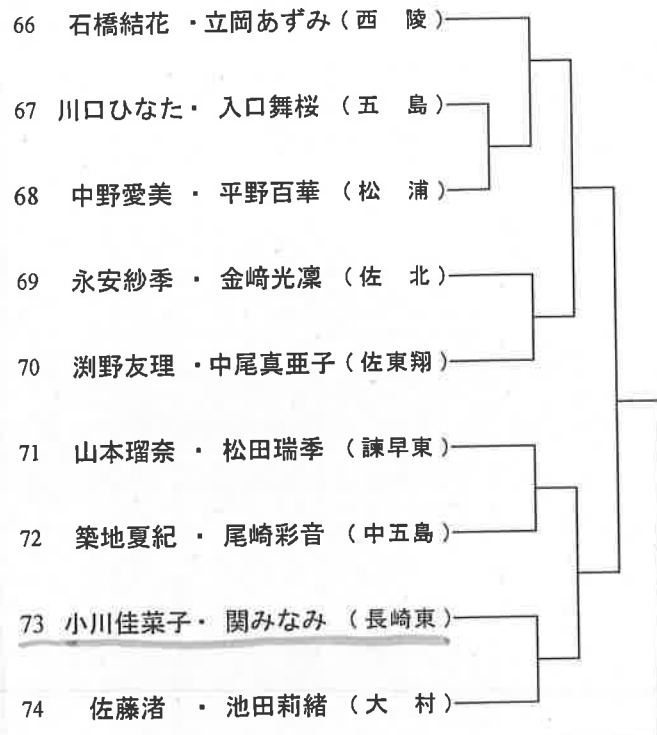 66 石橋結花 ・立岡あずみ（西 陵）
67 川口ひなた・ 入口舞桜 （五 島）
68 中野愛美 ・ 平野百華 （松 浦）
69 永安紗季 ・ 金﨑光凜 （佐 北）
70 渕野友理 ・中尾真亜子（佐東翔）
71 山本瑠奈 ・ 松田瑞季 （諫早東）
72 築地夏紀 ・ 尾崎彩音 （中五島）
73 小川佳菜子・ 関みなみ （長崎東）
74 佐藤渚 ・ 池田莉緒 （大 村）